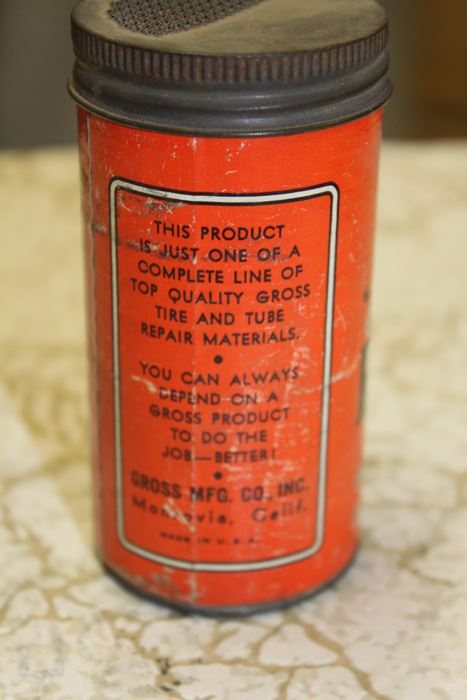 THIS PRODUCT
IS JUST ONE OF A
COMPLETE LINE OF
TOP QUALITY GROSS
TIRE AND TUBE
REPAIR MATERIALS.
•
YOU CAN ALWAYS
DEPEND ON A
GROSS PRODUCT
TO DO THE
JOB—BETTER!
•
GROSS MFG. CO., INC.
Monrovia, Calif.
MADE IN U.S.A.